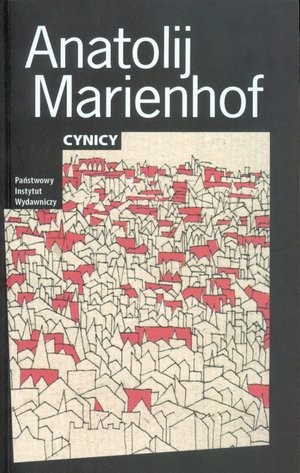 Anatolij
Marienhof
CYNICY
Państwowy
Instytut
Wydawniczy